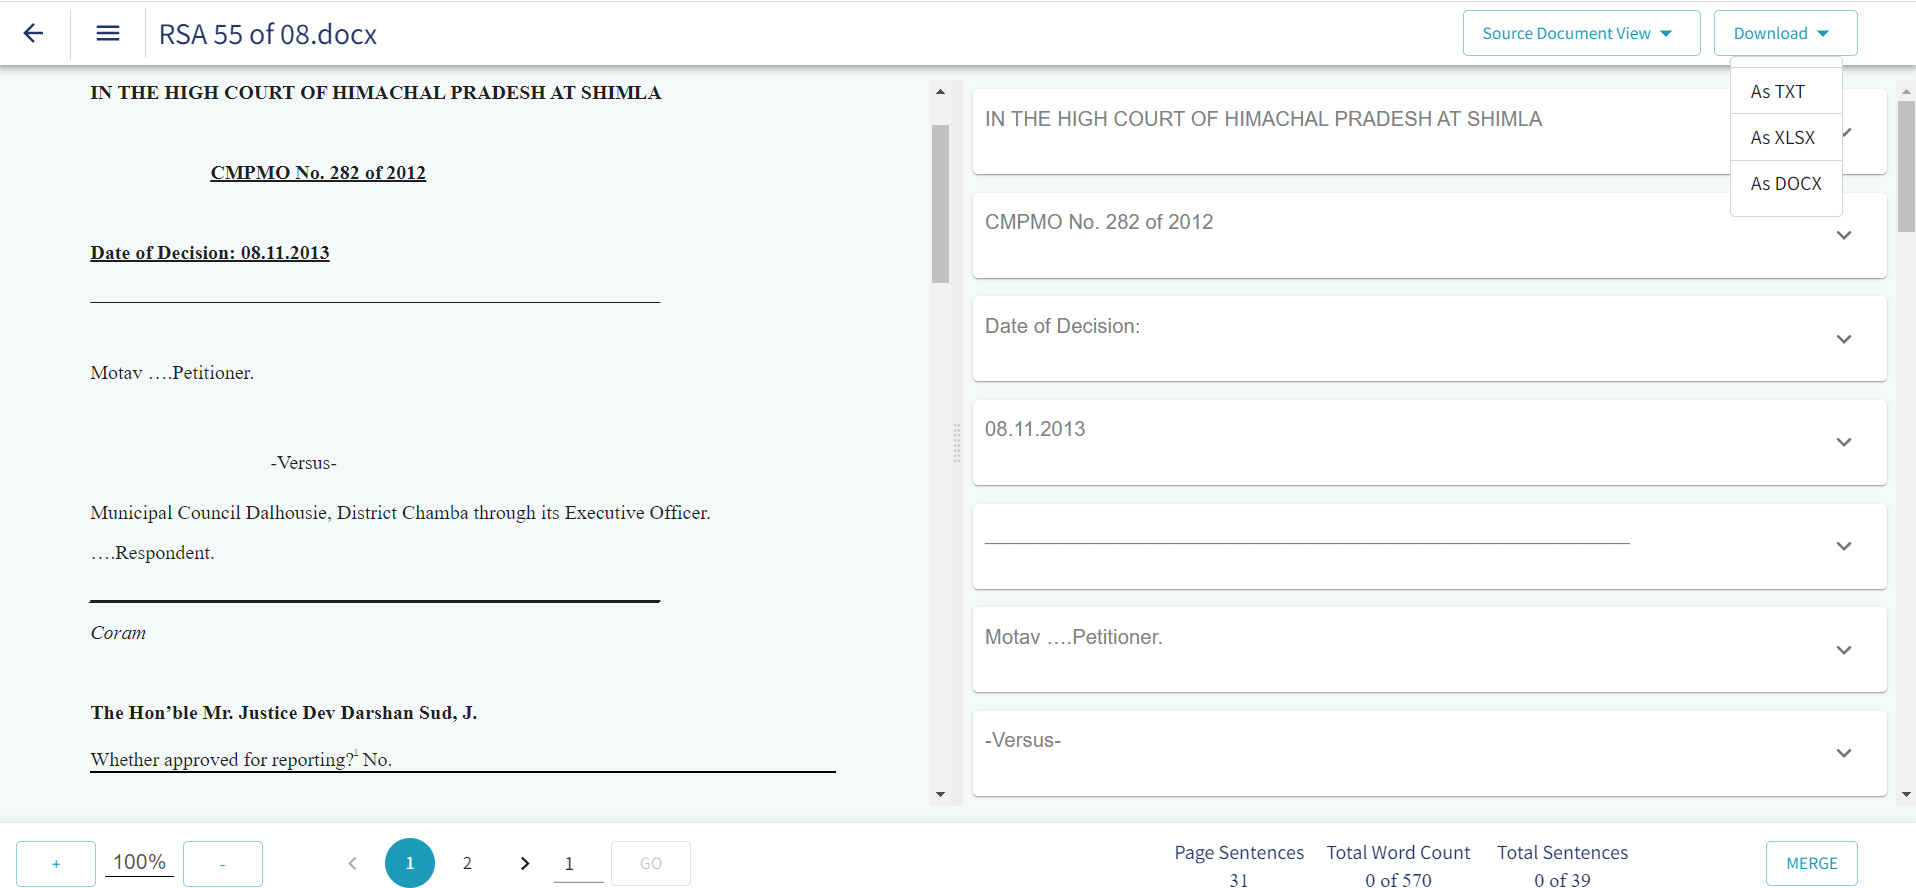 RSA 55 of 08.docx
Source Document View
Download
As TXT
As XLSX
As DOCX
IN THE HIGH COURT OF HIMACHAL PRADESH AT SHIMLA
CMPMO No. 282 of 2012
Date of Decision: 08.11.2013
Motav ….Petitioner.
-Versus-
Municipal Council Dalhousie, District Chamba through its Executive Officer.
….Respondent.
Coram
The Hon’ble Mr. Justice Dev Darshan Sud, J.
Whether approved for reporting?1 No.
IN THE HIGH COURT OF HIMACHAL PRADESH AT SHIMLA
CMPMO No. 282 of 2012
Date of Decision:
08.11.2013
Motav ….Petitioner.
-Versus-
+ 100% -
1 2 1 GO
Page Sentences Total Word Count Total Sentences
31 0 of 570 0 of 39
MERGE